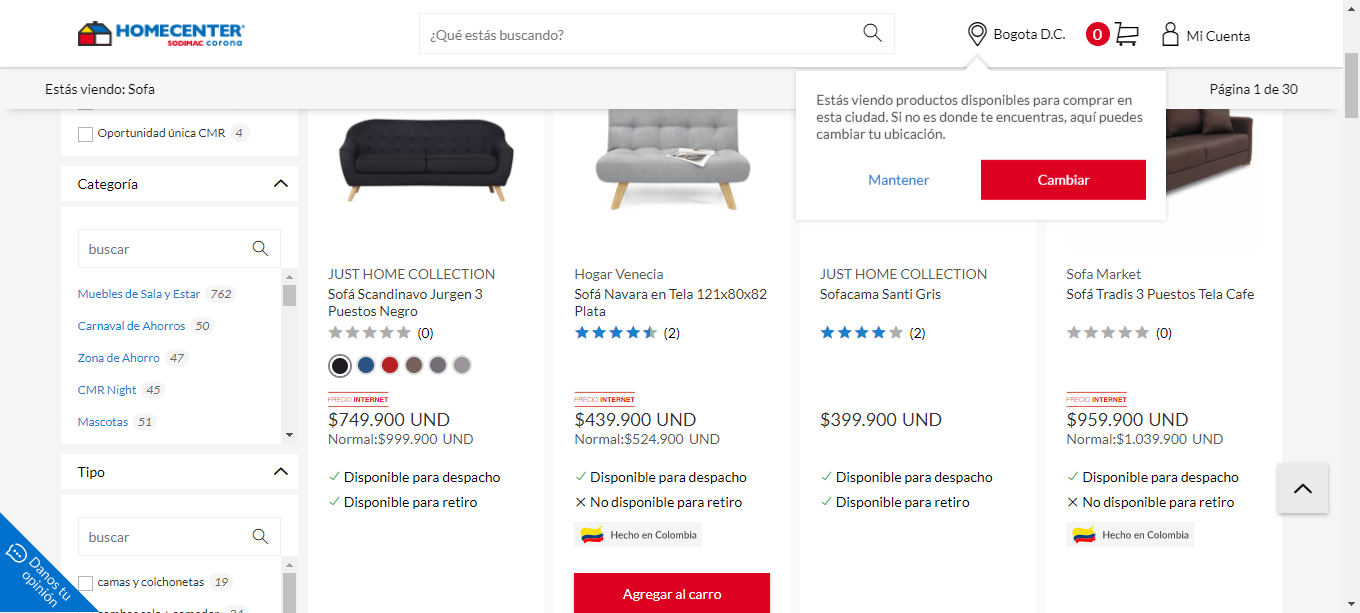 HOMECENTER
SODIMAC corona
¿Qué estás buscando?
Bogota D.C.
0
Mi Cuenta
Estás viendo: Sofa
Página 1 de 30
Estás viendo productos disponibles para comprar en
esta ciudad. Si no es donde te encuentras, aquí puedes
cambiar tu ubicación.
Mantener
Cambiar
Oportunidad única CMR 4
Categoría
buscar
Muebles de Sala y Estar 762
Carnaval de Ahorros 50
Zona de Ahorro 47
CMR Night 45
Mascotas 51
Tipo
buscar
camas y colchonetas 19
Danos tu
opinión
JUST HOME COLLECTION
Sofá Scandinavo Jurgen 3
Puestos Negro
(0)
PRECIO INTERNET
$749.900 UND
Normal:$999.900 UND
Disponible para despacho
Disponible para retiro
Hogar Venecia
Sofá Navara en Tela 121x80x82
Plata
(2)
PRECIO INTERNET
$439.900 UND
Normal:$524.900 UND
Disponible para despacho
No disponible para retiro
Hecho en Colombia
Agregar al carro
JUST HOME COLLECTION
Sofacama Santi Gris
(2)
$399.900 UND
Disponible para despacho
Disponible para retiro
Sofa Market
Sofá Tradis 3 Puestos Tela Cafe
(0)
PRECIO INTERNET
$959.900 UND
Normal:$1.039.900 UND
Disponible para despacho
No disponible para retiro
Hecho en Colombia